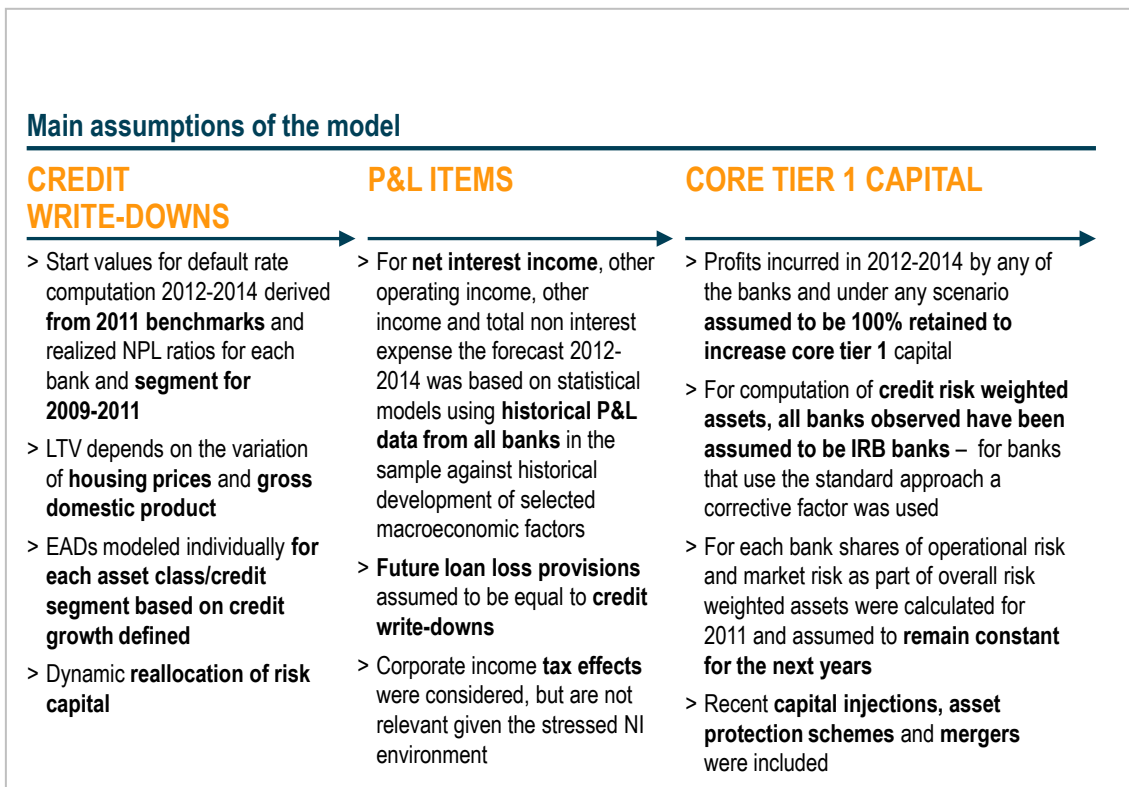 Main assumptions of the model
CREDIT
WRITE-DOWNS
> Start values for default rate
computation 2012-2014 derived
from 2011 benchmarks and
realized NPL ratios for each
bank and segment for
2009-2011
> LTV depends on the variation
of housing prices and gross
domestic product
> EADs modeled individually for
each asset class/credit
segment based on credit
growth defined
> Dynamic reallocation of risk
capital
P&L ITEMS
> For net interest income, other
operating income, other
income and total non interest
expense the forecast 2012-
2014 was based on statistical
models using historical P&L
data from all banks in the
sample against historical
development of selected
macroeconomic factors
> Future loan loss provisions
assumed to be equal to credit
write-downs
> Corporate income tax effects
were considered, but are not
relevant given the stressed NI
environment
CORE TIER 1 CAPITAL
> Profits incurred in 2012-2014 by any of
the banks and under any scenario
assumed to be 100% retained to
increase core tier 1 capital
> For computation of credit risk weighted
assets, all banks observed have been
assumed to be IRB banks – for banks
that use the standard approach a
corrective factor was used
> For each bank shares of operational risk
and market risk as part of overall risk
weighted assets were calculated for
2011 and assumed to remain constant
for the next years
> Recent capital injections, asset
protection schemes and mergers
were included